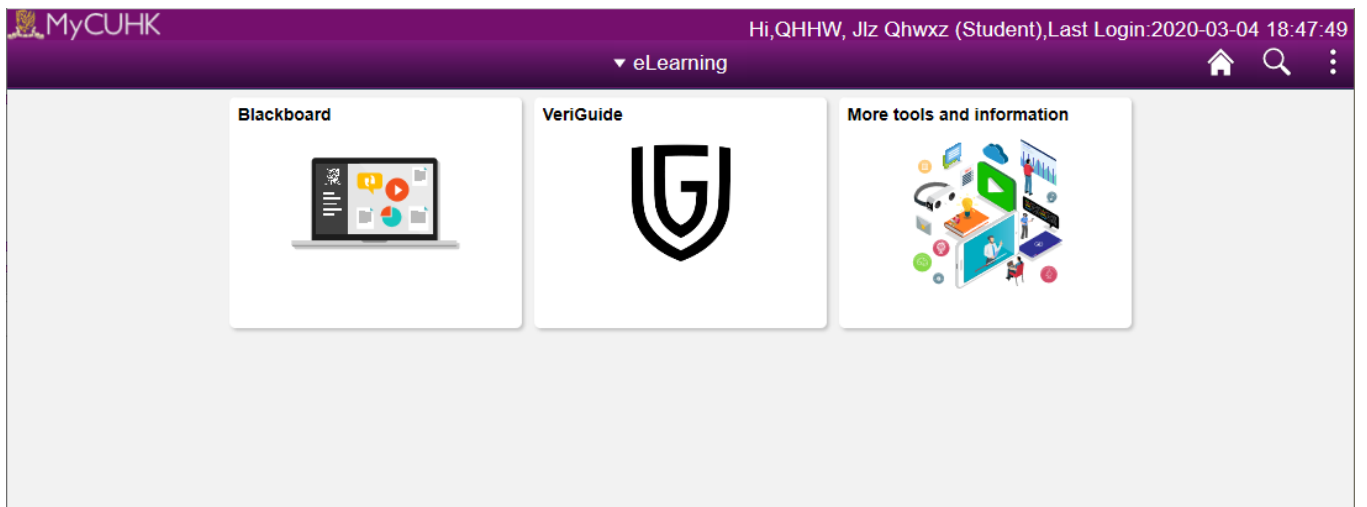 MyCUHK
Hi,QHHW, Jlz Qhwxz (Student),Last Login:2020-03-04 18:47:49
eLearning
Blackboard
VeriGuide
More tools and information